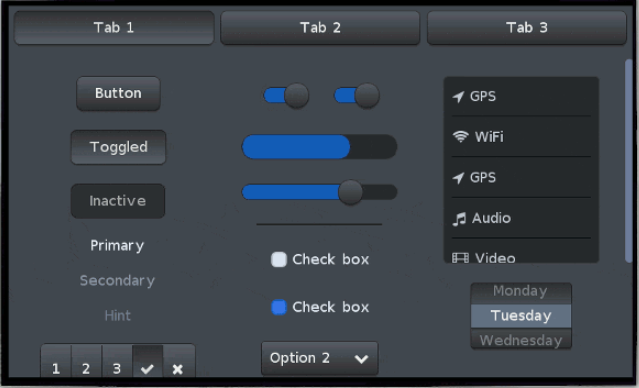 Tab 1
Tab 2
Tab 3
Button
Toggled
Inactive
Primary
Secondary
Hint
1 2 3
Check box
Check box
Option 2
GPS
WiFi
GPS
Audio
Video
Monday
Tuesday
Wednesday